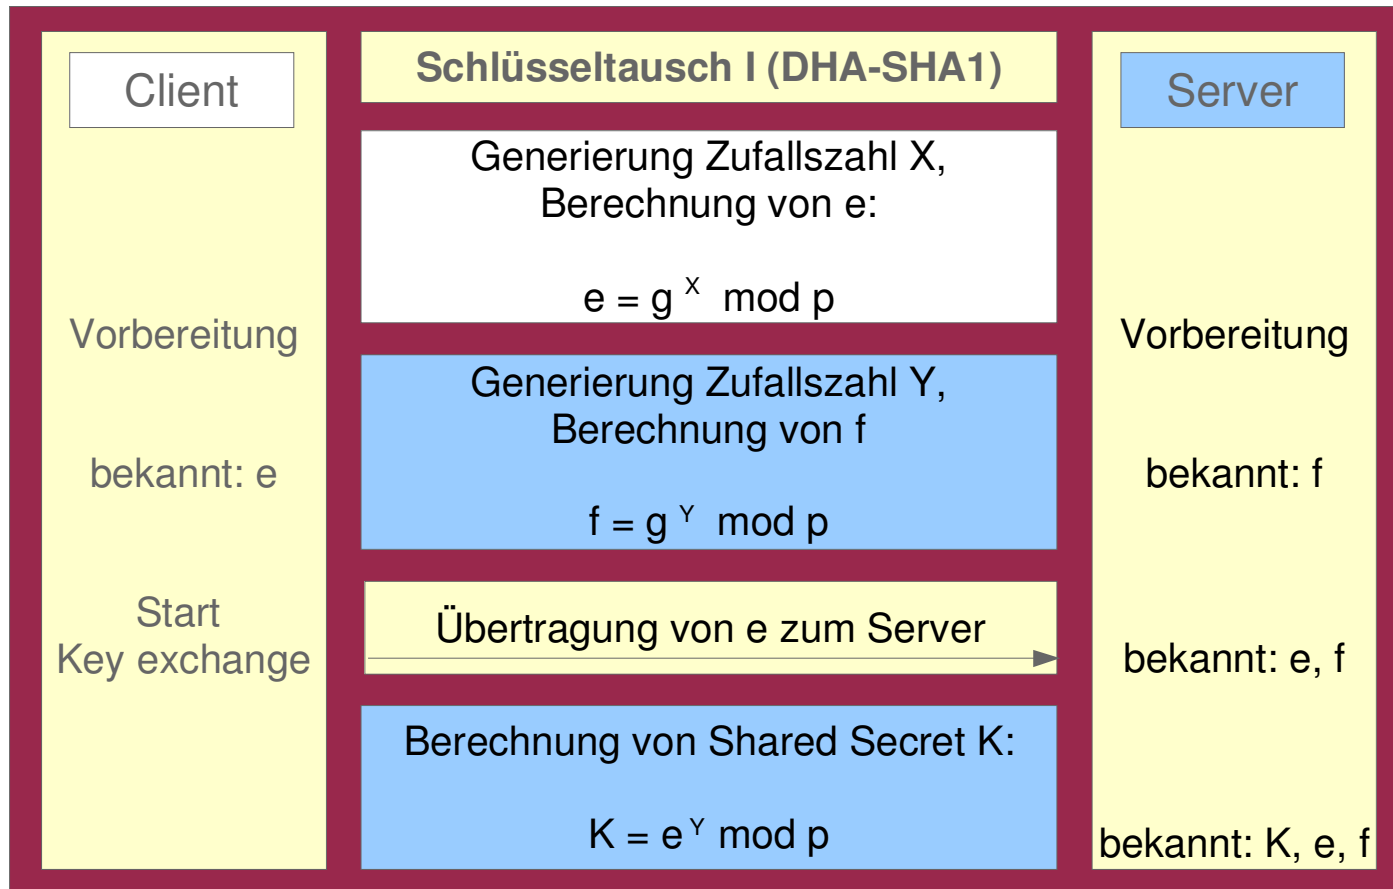 Client
Schlüsseltausch I (DHA-SHA1)
Server
Generierung Zufallszahl X,
Berechnung von e:
e = g ^X mod p
Vorbereitung
Vorbereitung
Generierung Zufallszahl Y,
Berechnung von f
f = g ^Y mod p
bekannt: e
bekannt: f
Start
Key exchange
Übertragung von e zum Server
bekannt: e, f
Berechnung von Shared Secret K:
K = e ^Y mod p
bekannt: K, e, f